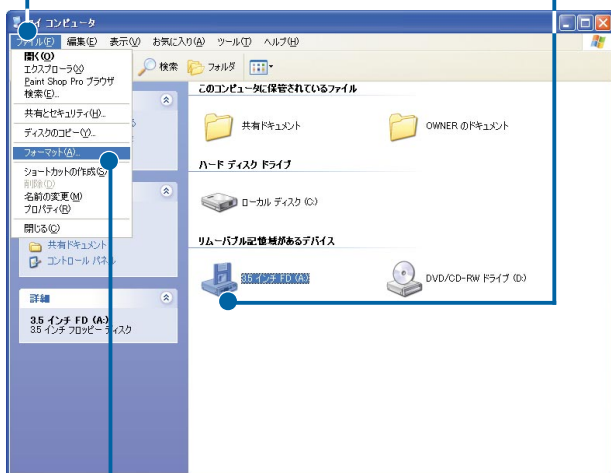 マイ コンピュータ
ファイル(F) 編集(E) 表示(V) お気に入り(A) ツール(T) ヘルプ(H)
開く(O)
エクスプローラ(X)
Paint Shop Pro ブラウザ
検索(E)...
共有とセキュリティ(H)...
ディスクのコピー(Y)...
フォーマット(A)...
ショートカットの作成(S)
削除(D)
名前の変更(M)
プロパティ(R)
閉じる(C)
検索 フォルダ
共有ドキュメント
コントロール パネル
詳細
3.5 インチ FD (A:)
3.5 インチ フロッピー ディスク
このコンピュータに保管されているファイル
共有ドキュメント OWNER のドキュメント
ハード ディスク ドライブ
ローカル ディスク (C:)
リムーバブル記憶域があるデバイス
3.5 インチ FD (A:) DVD/CD-RW ドライブ (D:)